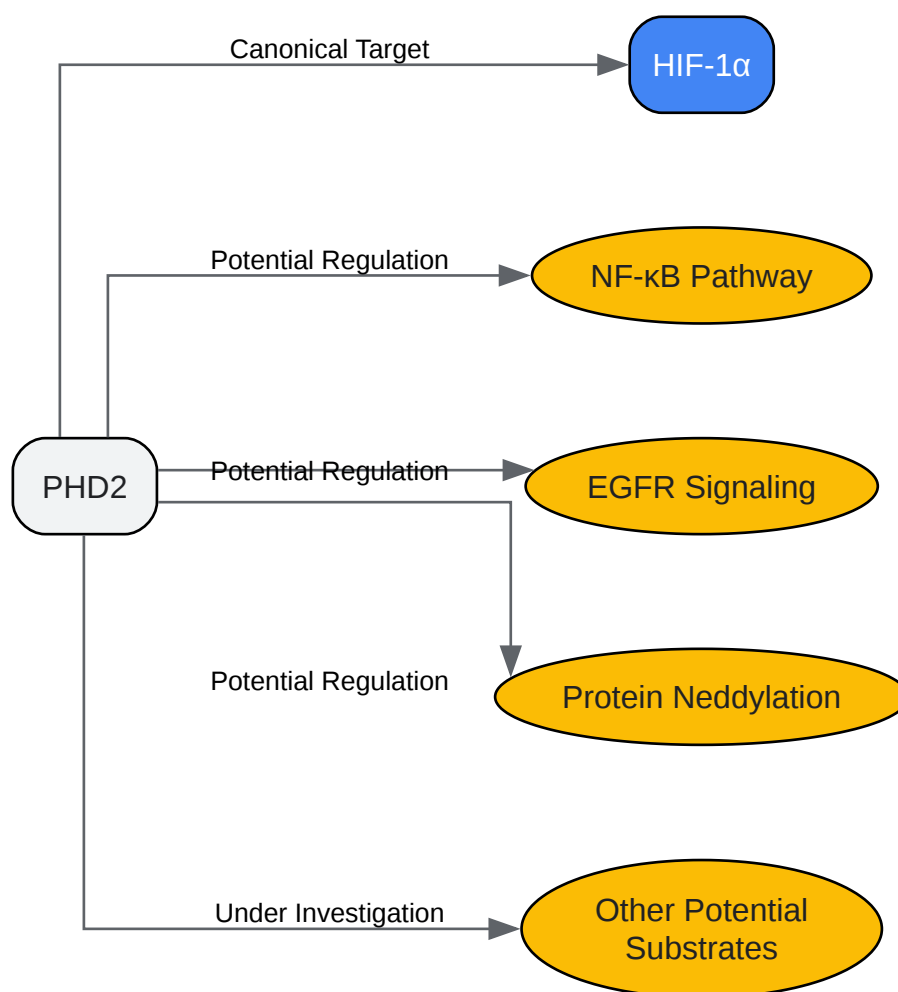 Canonical Target
HIF-1α
Potential Regulation
NF-κB Pathway
PHD2
Potential Regulation
EGFR Signaling
Potential Regulation
Protein Neddylation
Under Investigation
Other Potential
Substrates